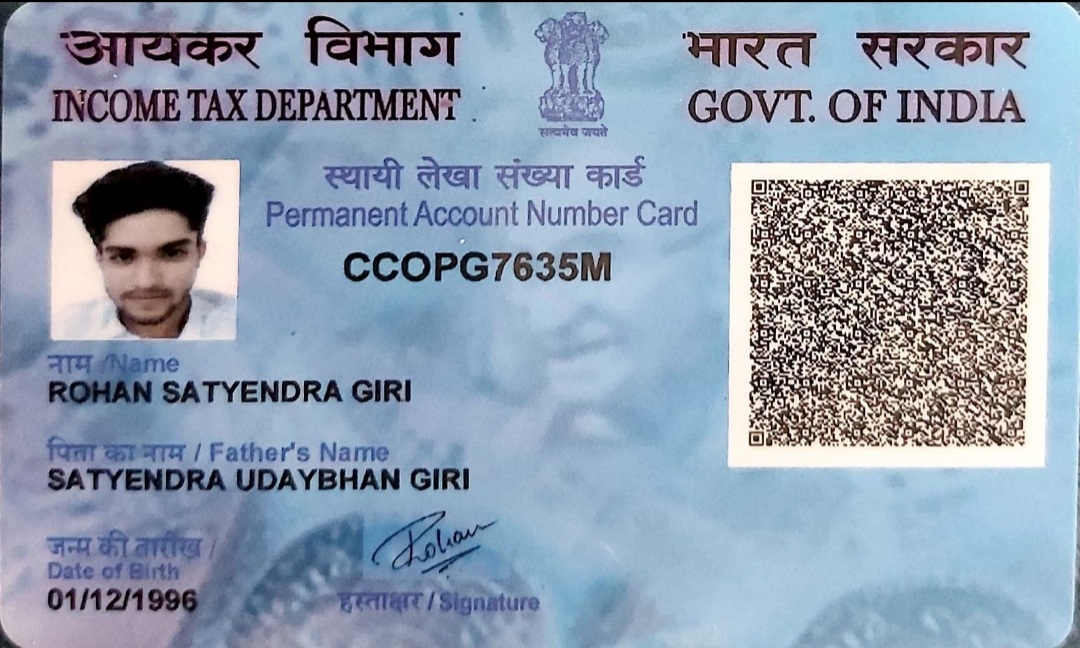 आयकर विभाग
INCOME TAX DEPARTMENT
सत्यमेव जयते
भारत सरकार
GOVT. OF INDIA
स्थायी लेखा संख्या कार्ड
Permanent Account Number Card
CCOPG7635M
नाम /Name
ROHAN SATYENDRA GIRI
पिता का नाम / Father's Name
SATYENDRA UDAYBHAN GIRI
जन्म की तारीख /
Date of Birth
01/12/1996
Rohan
हस्ताक्षर / Signature